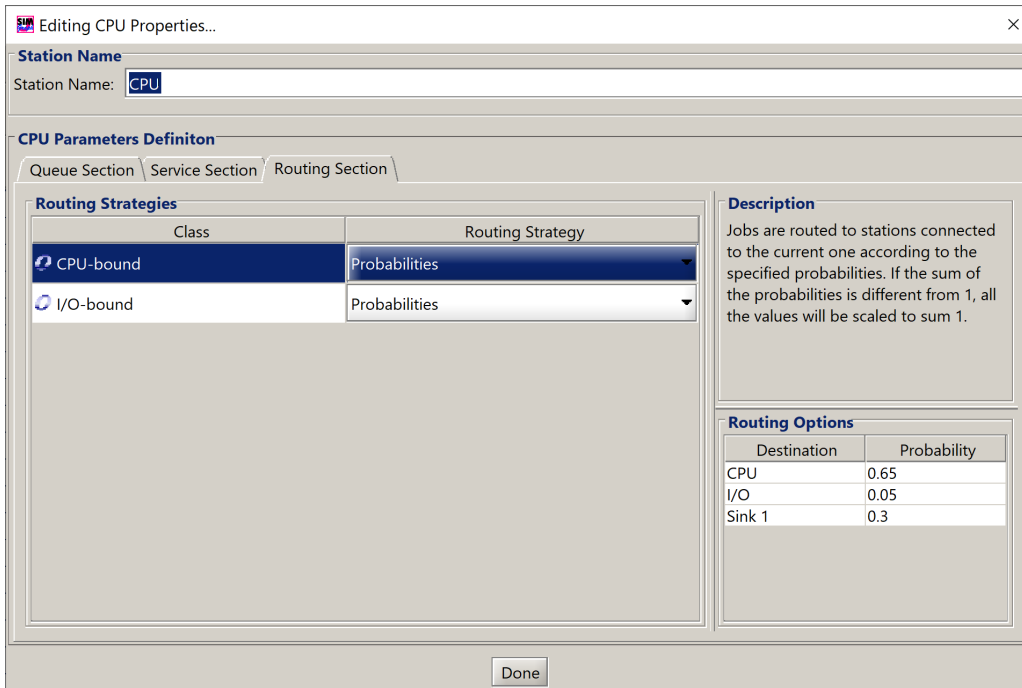 Editing CPU Properties...
Station Name
Station Name: CPU
CPU Parameters Definiton
Queue Section Service Section Routing Section
Routing Strategies
Class Routing Strategy
CPU-bound Probabilities
I/O-bound Probabilities
Description
Jobs are routed to stations connected
to the current one according to the
specified probabilities. If the sum of
the probabilities is different from 1, all
the values will be scaled to sum 1.
Routing Options
Destination Probability
CPU 0.65
I/O 0.05
Sink 1 0.3
Done